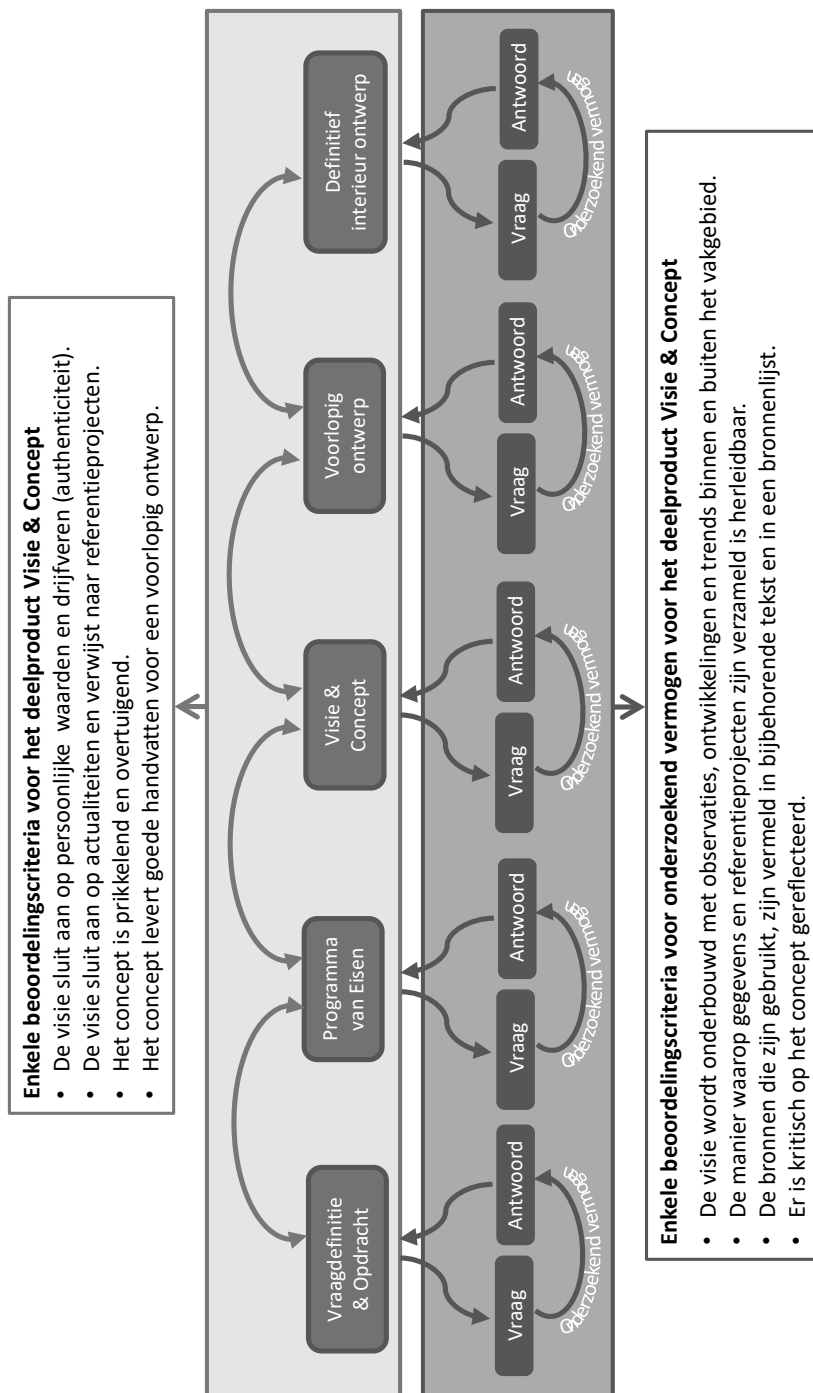 Enkele beoordelingscriteria voor het deelproduct Visie & Concept
• De visie sluit aan op persoonlijke waarden en drijfveren (authenticiteit).
• De visie sluit aan op actualiteiten en verwijst naar referentieprojecten.
• Het concept is prikkelend en overtuigend.
• Het concept levert goede handvatten voor een voorlopig ontwerp.
Vraagdefinitie
& Opdracht
Programma
van Eisen
Visie &
Concept
Voorlopig
ontwerp
Definitief
interieur ontwerp
Vraag
Antwoord
Onderzoekend vermogen
Vraag
Antwoord
Onderzoekend vermogen
Vraag
Antwoord
Onderzoekend vermogen
Vraag
Antwoord
Onderzoekend vermogen
Vraag
Antwoord
Onderzoekend vermogen
Enkele beoordelingscriteria voor onderzoekend vermogen voor het deelproduct Visie & Concept
• De visie wordt onderbouwd met observaties, ontwikkelingen en trends binnen en buiten het vakgebied.
• De manier waarop gegevens en referentieprojecten zijn verzameld is herleidbaar.
• De bronnen die zijn gebruikt, zijn vermeld in bijbehorende tekst en in een bronnenlijst.
• Er is kritisch op het concept gereflecteerd.